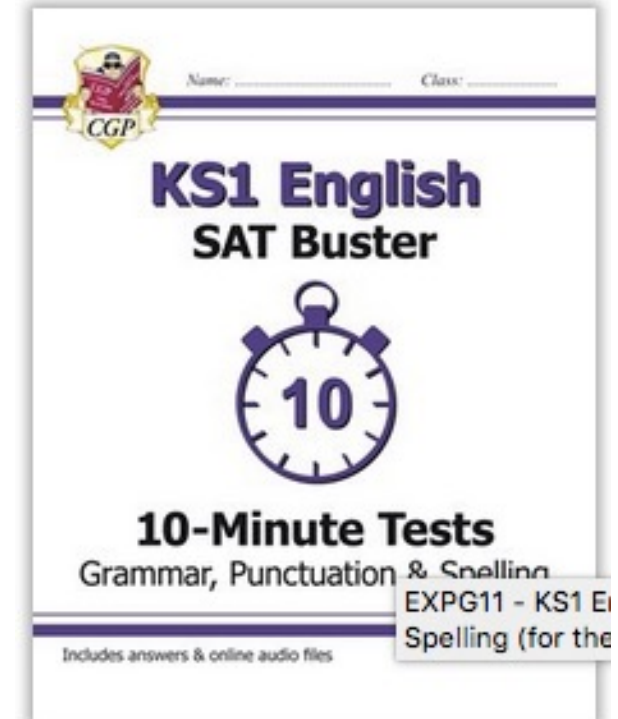 Name: ........................ Class: ..............
CGP
CGP
KS1 English
SAT Buster
10
10-Minute Tests
Grammar, Punctuation & Spelling
EXPG11 - KS1 E
Spelling (for the
Includes answers & online audio files